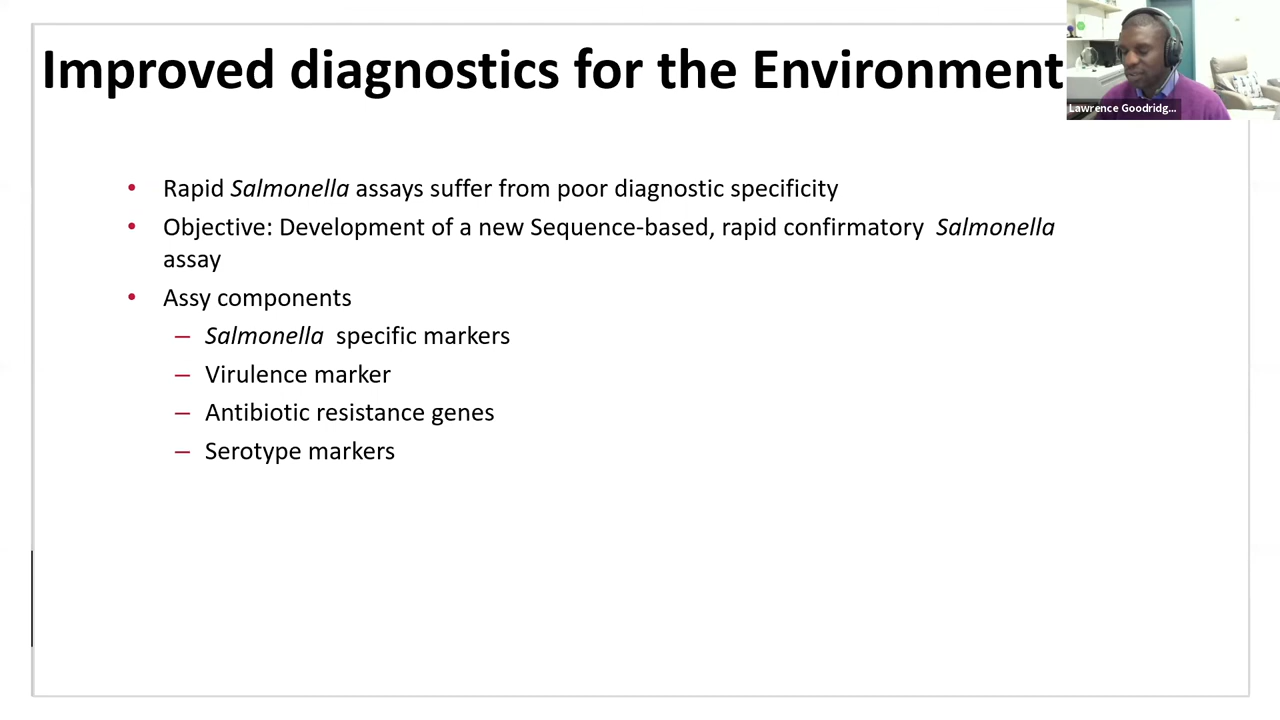 Improved diagnostics for the Environment
Lawrence Goodridg...
• Rapid Salmonella assays suffer from poor diagnostic specificity
• Objective: Development of a new Sequence-based, rapid confirmatory Salmonella
assay
• Assy components
– Salmonella specific markers
– Virulence marker
– Antibiotic resistance genes
– Serotype markers